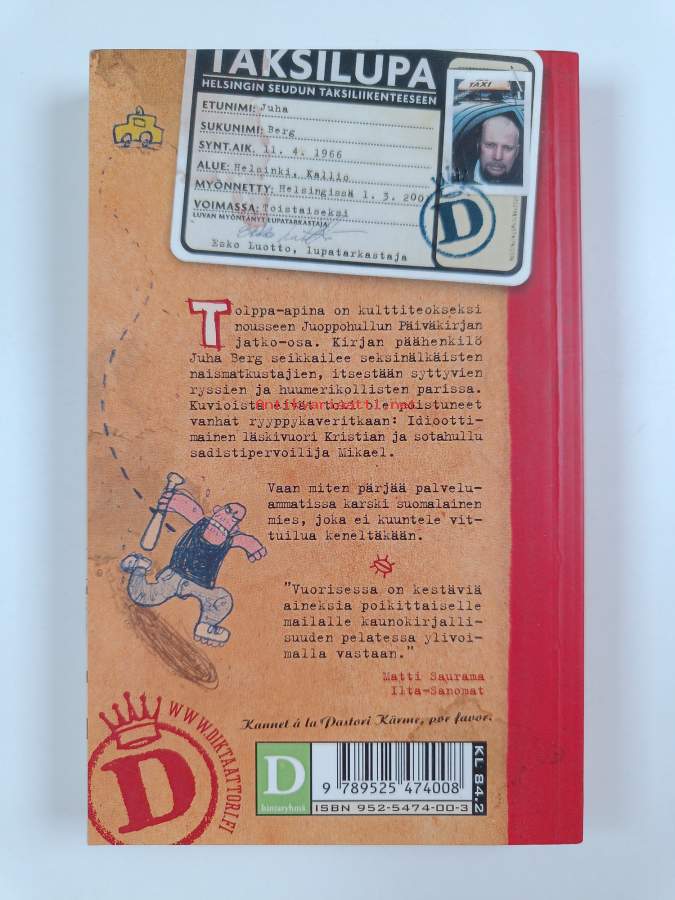 TAKSILUPA
HELSINGIN SEUDUN TAKSILIIKENTEESEEN
TAXI
ETUNIMI: Juha
SUKUNIMI: Berg
SYNT.AIK. 11. 4. 1966
ALUE: Helsinki, Kallio
MYÖNNETTY: Helsingissä 1. 3. 200
VOIMASSA: Toistaiseksi
LUVAN MYÖNTÄNYT LUPATARKASTAJA
Esko Luotto, lupatarkastaja
D
Tolppa-apina on kulttiteokseksi
nousseen Juoppohullun Päiväkirjan
jatko-osa. Kirjan päähenkilö
Juha Berg seikkailee seksinälkäisten
naismatkustajien, itsestään syttyvien
ryssien ja huumerikollisten parissa.
Kuvioista eivät tokikaan ole poistuneet
vanhat ryyppykaveritkaan: Idiootti-
mainen läskivuori Kristian ja sotahullu
sadistipervoilija Mikael.
Vaan miten pärjää palvelu-
ammatissa karski suomalainen
mies, joka ei kuuntele vit-
tuilua keneltäkään.
"Vuorisessa on kestäviä
aineksia poikittaiselle
mailalle kaunokirjalli-
suuden pelatessa ylivoi-
malla vastaan."
Matti Saurama
Ilta-Sanomat
Kannet á la Pastori Kärme, por favor.
WWW.DIKTAATTORI.FI
D
D
hintaryhmä
9 789525 474008
ISBN 952-5474-00-3
KL 84.2